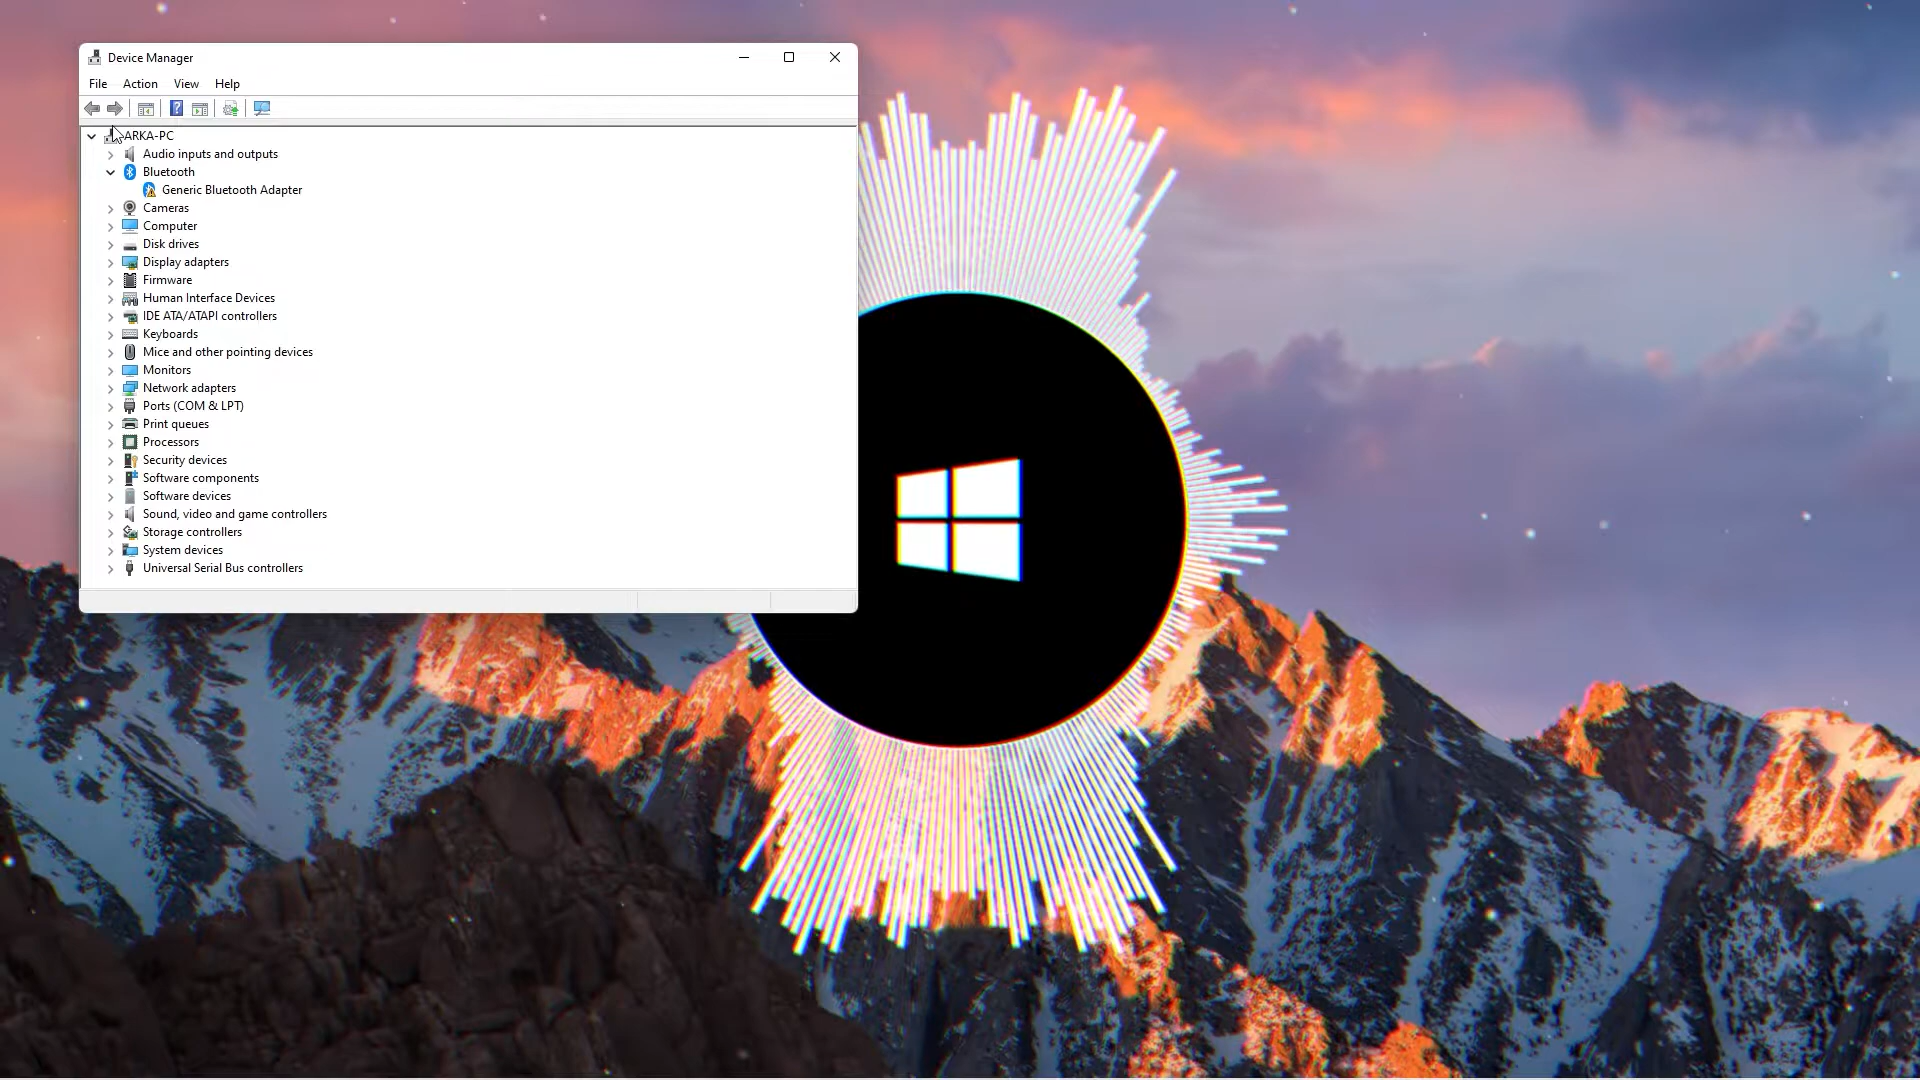 Device Manager
File Action View Help
ARKA-PC
Audio inputs and outputs
Bluetooth
Generic Bluetooth Adapter
Cameras
Computer
Disk drives
Display adapters
Firmware
Human Interface Devices
IDE ATA/ATAPI controllers
Keyboards
Mice and other pointing devices
Monitors
Network adapters
Ports (COM & LPT)
Print queues
Processors
Security devices
Software components
Software devices
Sound, video and game controllers
Storage controllers
System devices
Universal Serial Bus controllers